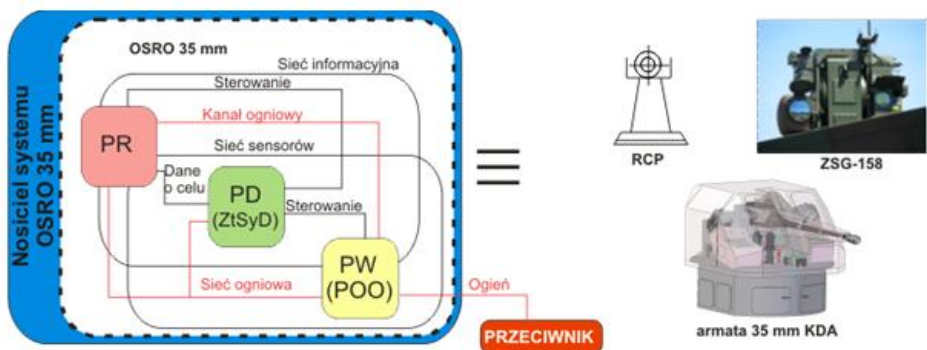 Nosiciel systemu
OSRO 35 mm
OSRO 35 mm
Sieć informacyjna
Sterowanie
Kanał ogniowy
PR
Sieć sensorów
Dane
o celu
PD
(ZtSyD)
Sterowanie
PW
(POO)
Sieć ogniowa
Ogień
PRZECIWNIK
RCP
ZSG-158
armata 35 mm KDA